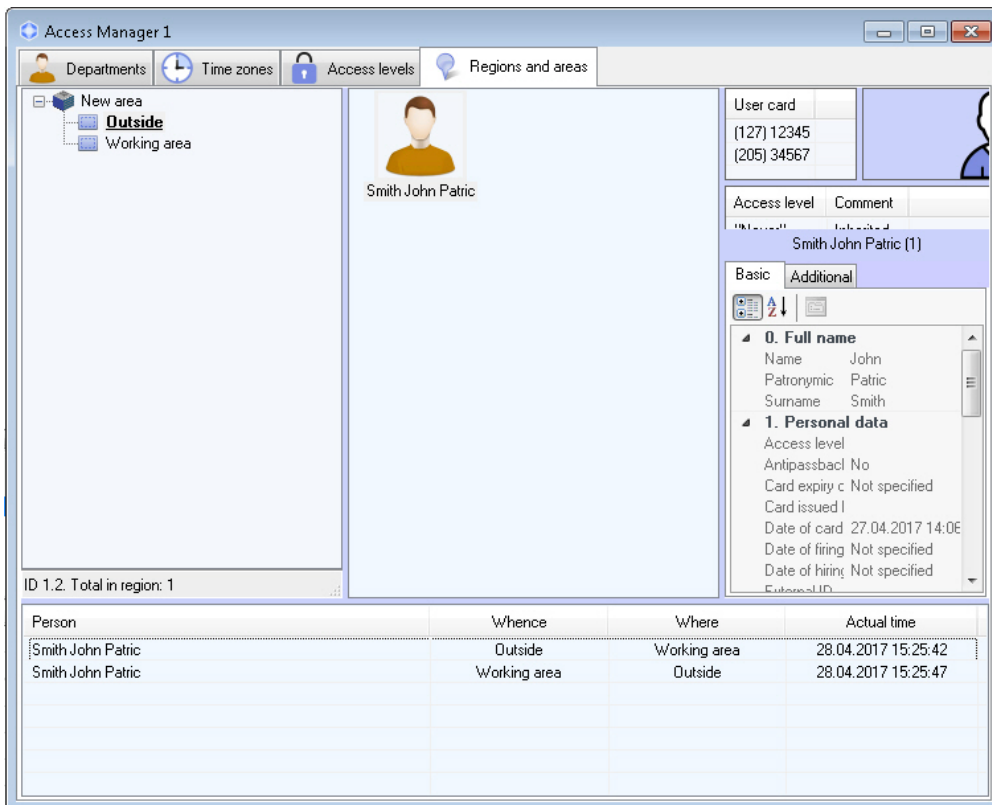 Access Manager 1
Departments Time zones Access levels Regions and areas
New area
Outside
Working area
ID 1.2. Total in region: 1
Smith John Patric
User card
(127) 12345
(205) 34567
Access level Comment
"Never" Inherited
Smith John Patric (1)
Basic Additional
0. Full name
Name John
Patronymic Patric
Surname Smith
1. Personal data
Access level
Antipassbacl No
Card expiry c Not specified
Card issued l
Date of card 27.04.2017 14:06
Date of firing Not specified
Date of hiring Not specified
External ID
Person Whence Where Actual time
Smith John Patric Outside Working area 28.04.2017 15:25:42
Smith John Patric Working area Outside 28.04.2017 15:25:47